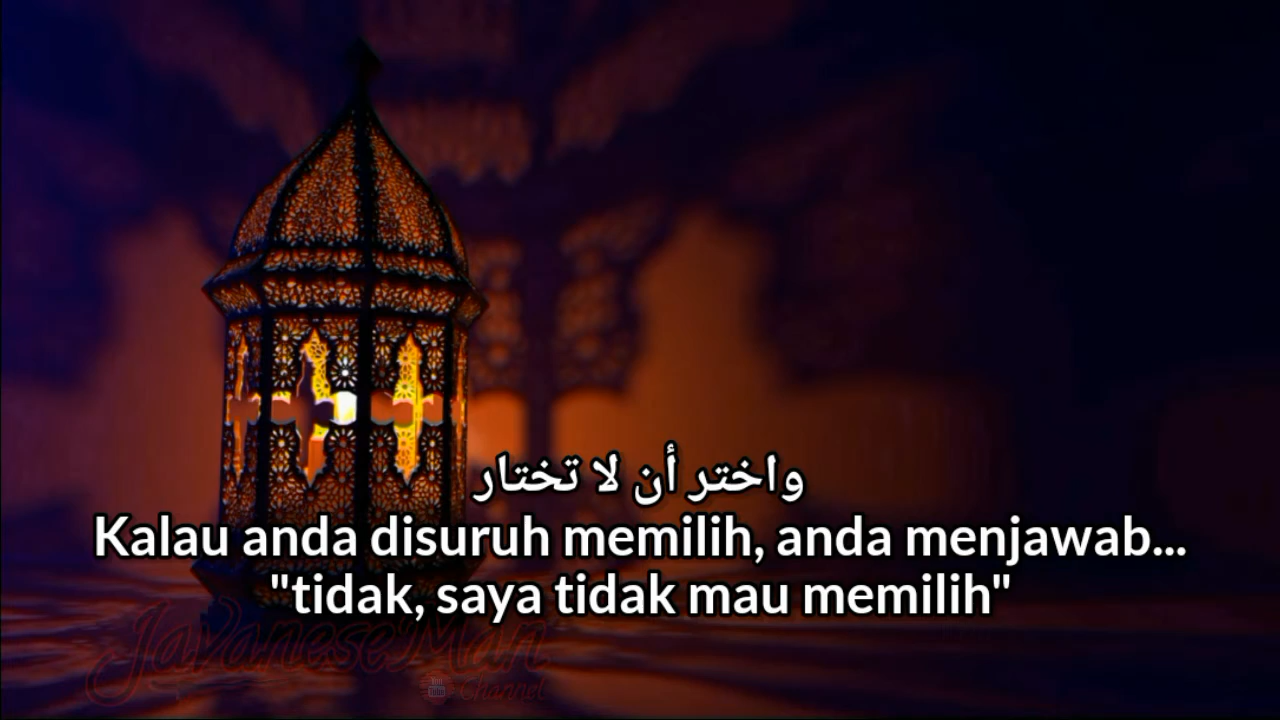 واختر أن لا تختار
Kalau anda disuruh memilih, anda menjawab...
"tidak, saya tidak mau memilih"
JavaneseMan
Channel